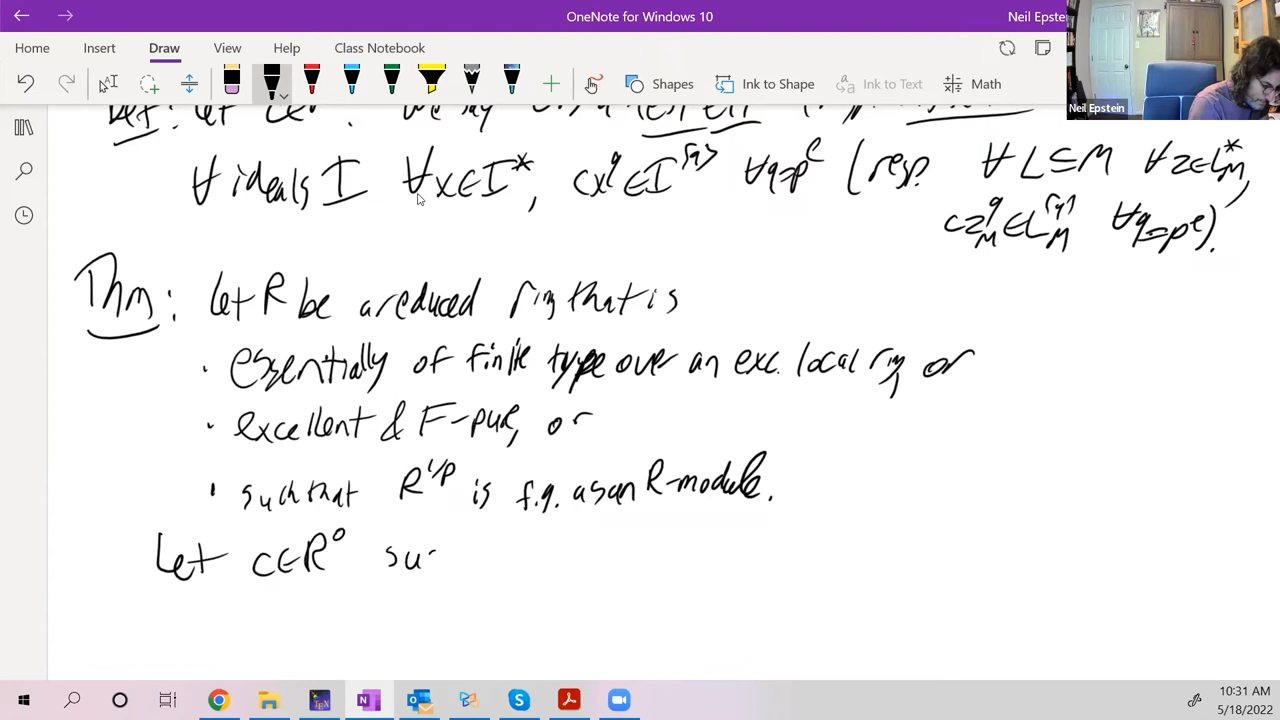 OneNote for Windows 10
Neil Epste
Home Insert Draw View Help Class Notebook
Shapes Ink to Shape Ink to Text Math
Neil Epstein
Def: Let
∀ ideals I ∀x∈I*, cx^q∈I^[q] ∀q=p^e (resp. ∀ L⊆M ∀z∈L*_M,
cz^q_M∈L^[q]_M ∀q=p^e).
Thm: Let R be a reduced ring that is
· essentially of finite type over an exc. local ring, or
· excellent & F-pure, or
· such that R^{1/p} is f.g. as an R-module.
Let c∈R° su
10:31 AM
5/18/2022